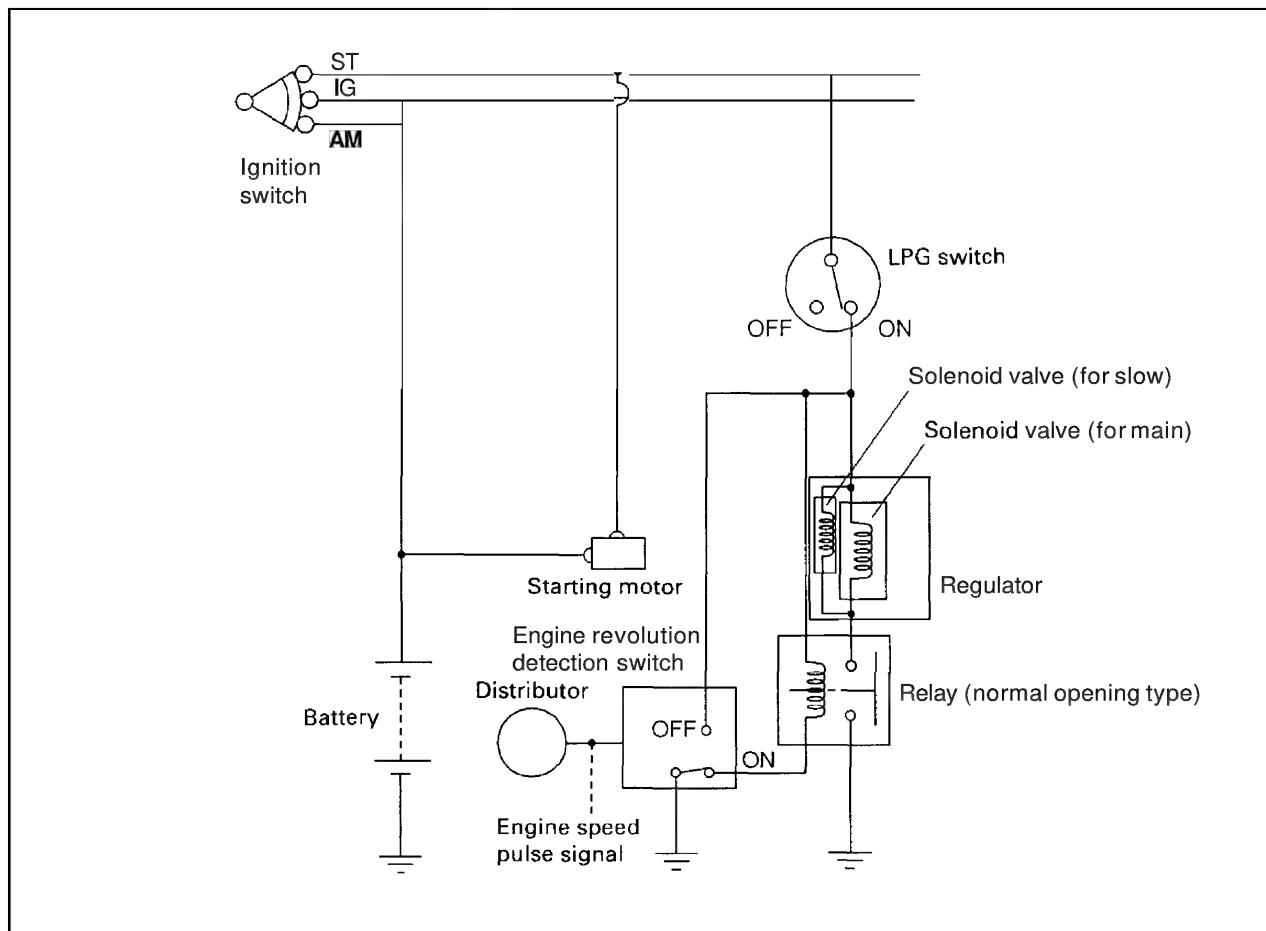 ST
IG
AM
Ignition
switch
LPG switch
OFF
ON
Solenoid valve (for slow)
Solenoid valve (for main)
Starting motor
Regulator
Engine revolution
detection switch
Distributor
Relay (normal opening type)
Battery
OFF
ON
Engine speed
pulse signal